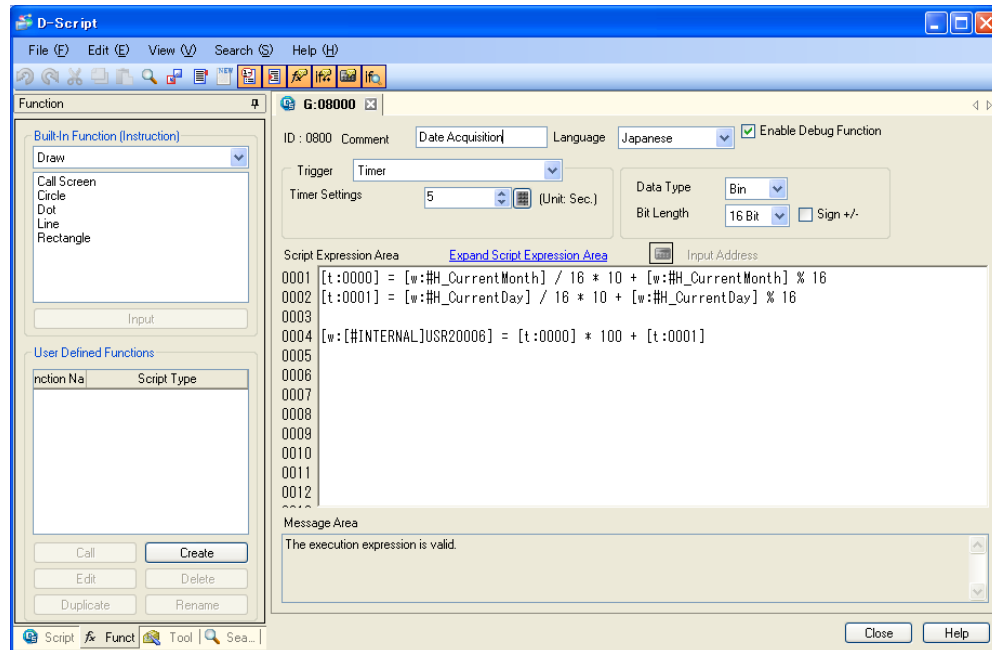 D-Script
File (F) Edit (E) View (V) Search (S) Help (H)
NEW
Function
G:08000
Built-In Function (Instruction)
Draw
Call Screen
Circle
Dot
Line
Rectangle
Input
User Defined Functions
nction Na Script Type
Call Create
Edit Delete
Duplicate Rename
Script Funct Tool Sea...
ID : 0800 Comment Date Acquisition Language Japanese Enable Debug Function
Trigger Timer
Timer Settings 5 (Unit: Sec.)
Data Type Bin
Bit Length 16 Bit Sign +/-
Script Expression Area Expand Script Expression Area Input Address
0001 [t:0000] = [w:#H_CurrentMonth] / 16 * 10 + [w:#H_CurrentMonth] % 16
0002 [t:0001] = [w:#H_CurrentDay] / 16 * 10 + [w:#H_CurrentDay] % 16
0003
0004 [w:[#INTERNAL]USR20006] = [t:0000] * 100 + [t:0001]
0005
0006
0007
0008
0009
0010
0011
0012
Message Area
The execution expression is valid.
Close Help